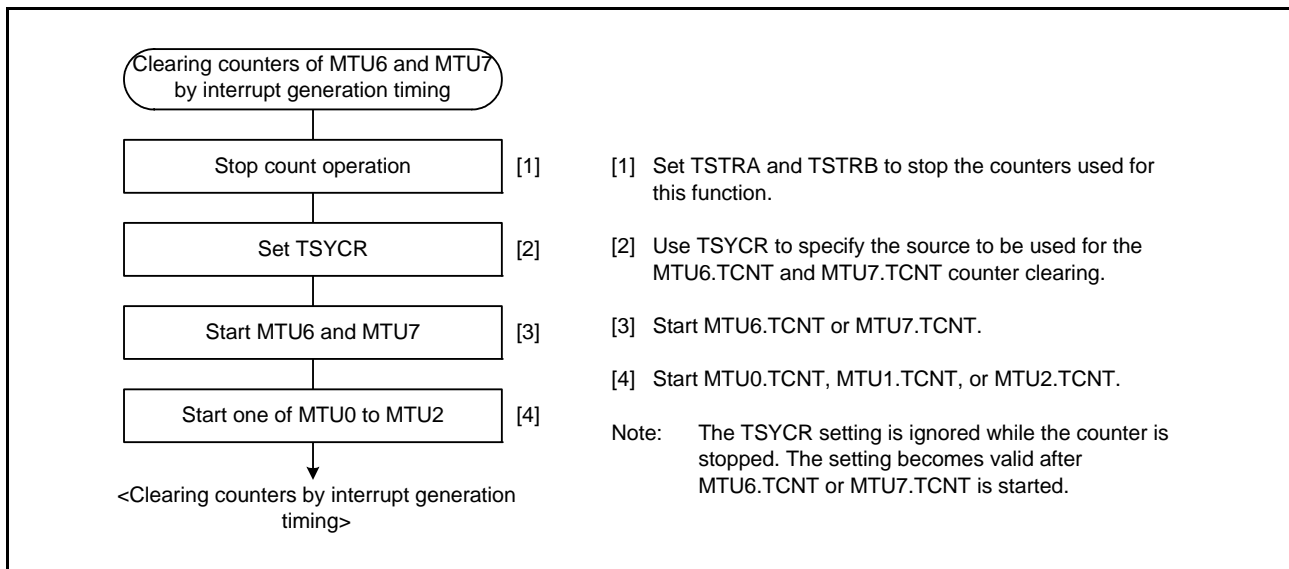 Clearing counters of MTU6 and MTU7
by interrupt generation timing
Stop count operation
[1]
Set TSYCR
[2]
Start MTU6 and MTU7
[3]
Start one of MTU0 to MTU2
[4]
<Clearing counters by interrupt generation
timing>
[1] Set TSTRA and TSTRB to stop the counters used for
this function.
[2] Use TSYCR to specify the source to be used for the
MTU6.TCNT and MTU7.TCNT counter clearing.
[3] Start MTU6.TCNT or MTU7.TCNT.
[4] Start MTU0.TCNT, MTU1.TCNT, or MTU2.TCNT.
Note: The TSYCR setting is ignored while the counter is
stopped. The setting becomes valid after
MTU6.TCNT or MTU7.TCNT is started.